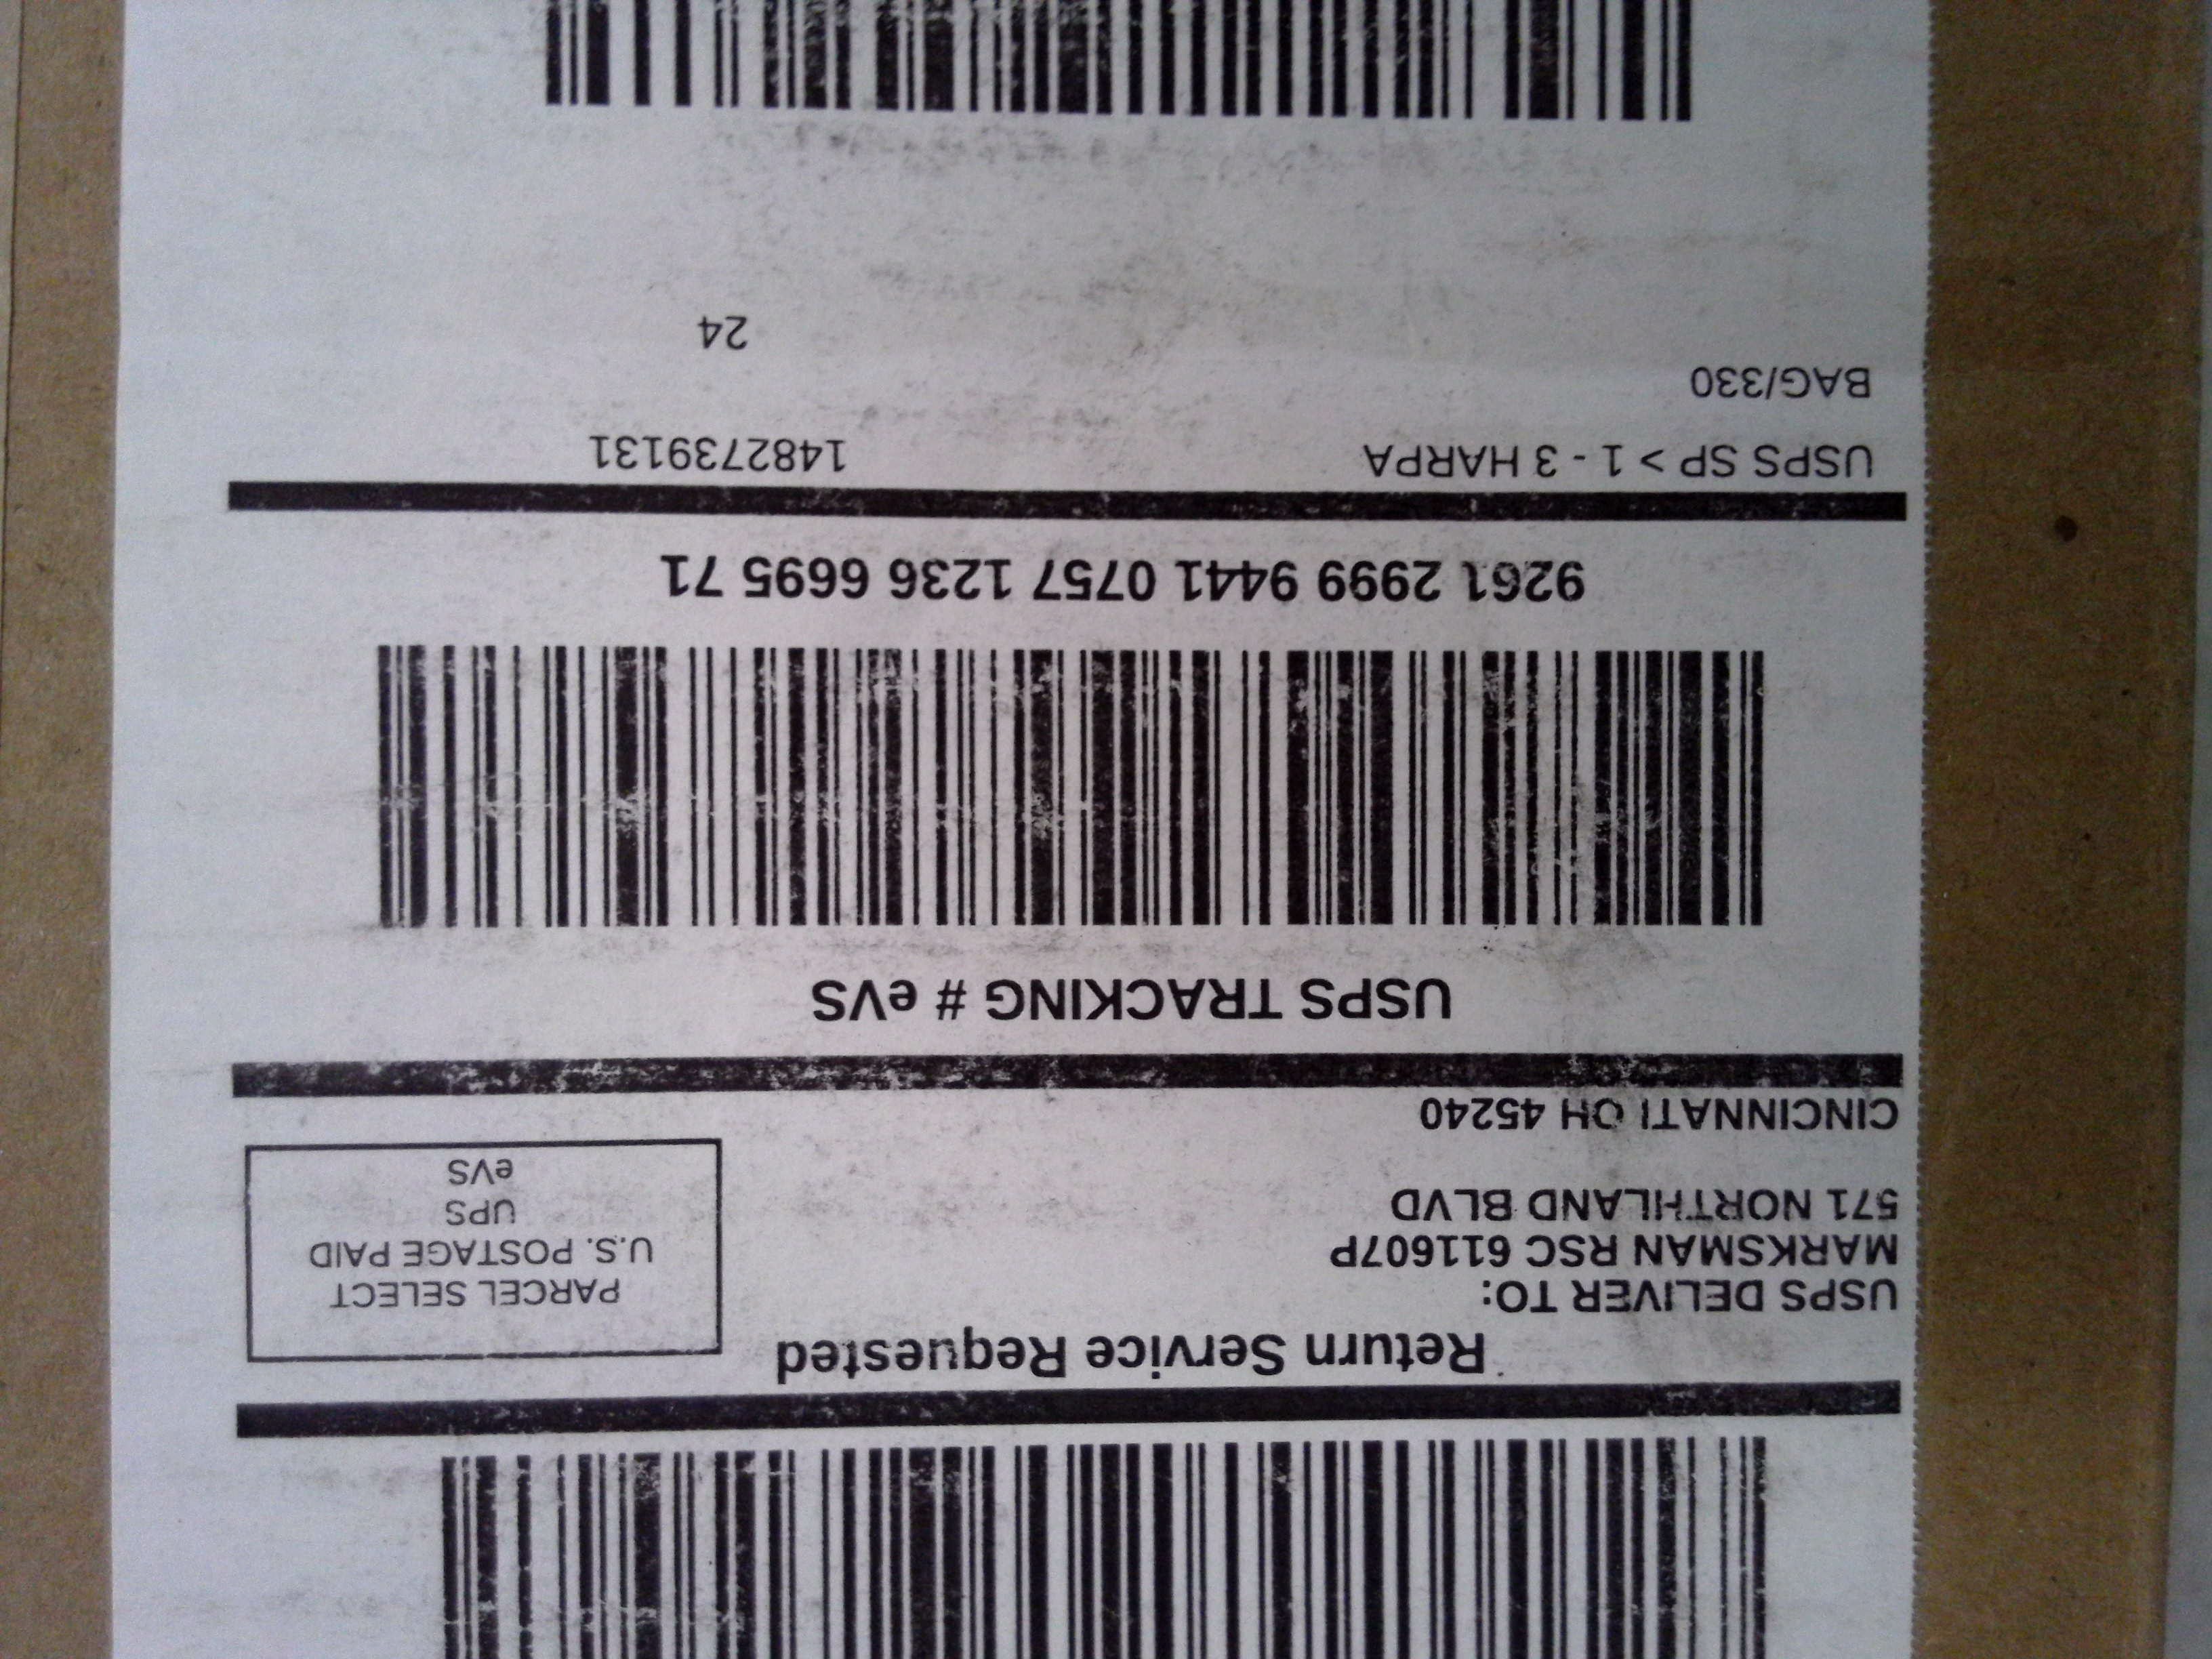 Return Service Requested
USPS DELIVER TO:
MARKSMAN RSC 611607P
571 NORTHLAND BLVD
CINCINNATI OH 45240
PARCEL SELECT
U.S. POSTAGE PAID
UPS
eVS
USPS TRACKING # eVS
9261 2999 9441 0757 1236 6695 71
USPS SP > 1 - 3 HARPA 1482739131
BAG/330
24